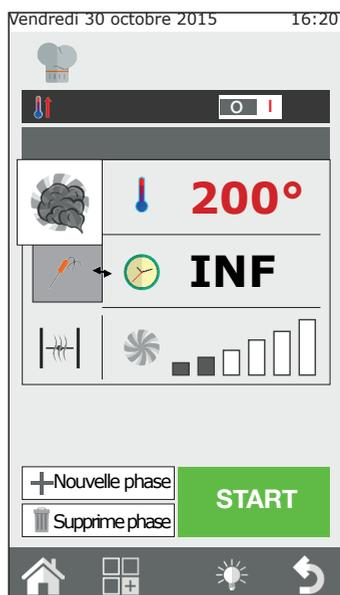 Vendredi 30 octobre 2015 16:20
O I
200°
INF
Nouvelle phase
START
Supprime phase